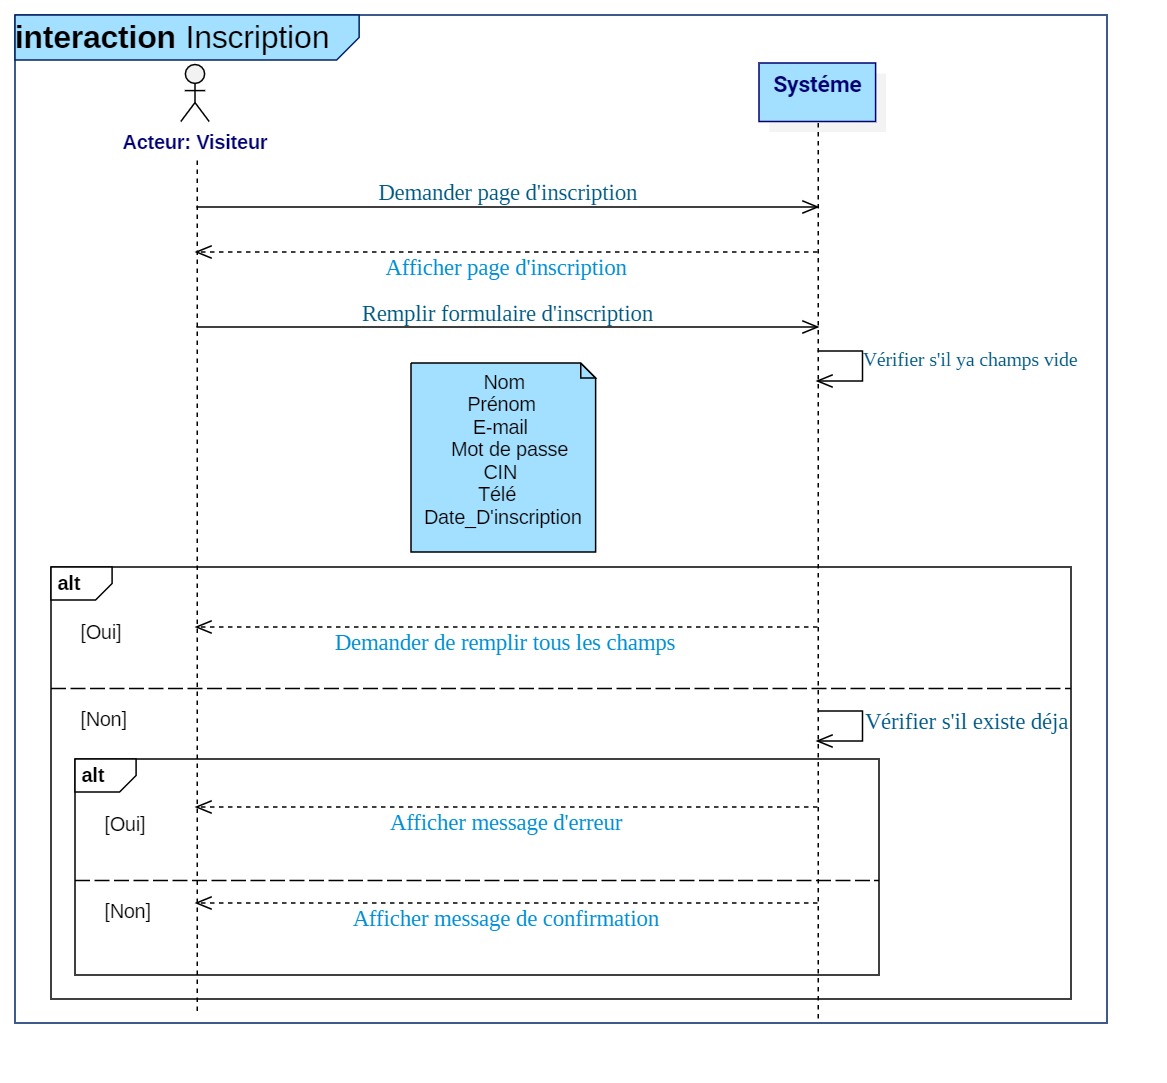 interaction Inscription
Systéme
Acteur: Visiteur
Demander page d'inscription
Afficher page d'inscription
Remplir formulaire d'inscription
Vérifier s'il ya champs vide
Nom
Prénom
E-mail
Mot de passe
CIN
Télé
Date_D'inscription
alt
[Oui]
Demander de remplir tous les champs
[Non]
Vérifier s'il existe déja
alt
[Oui]
Afficher message d'erreur
[Non]
Afficher message de confirmation